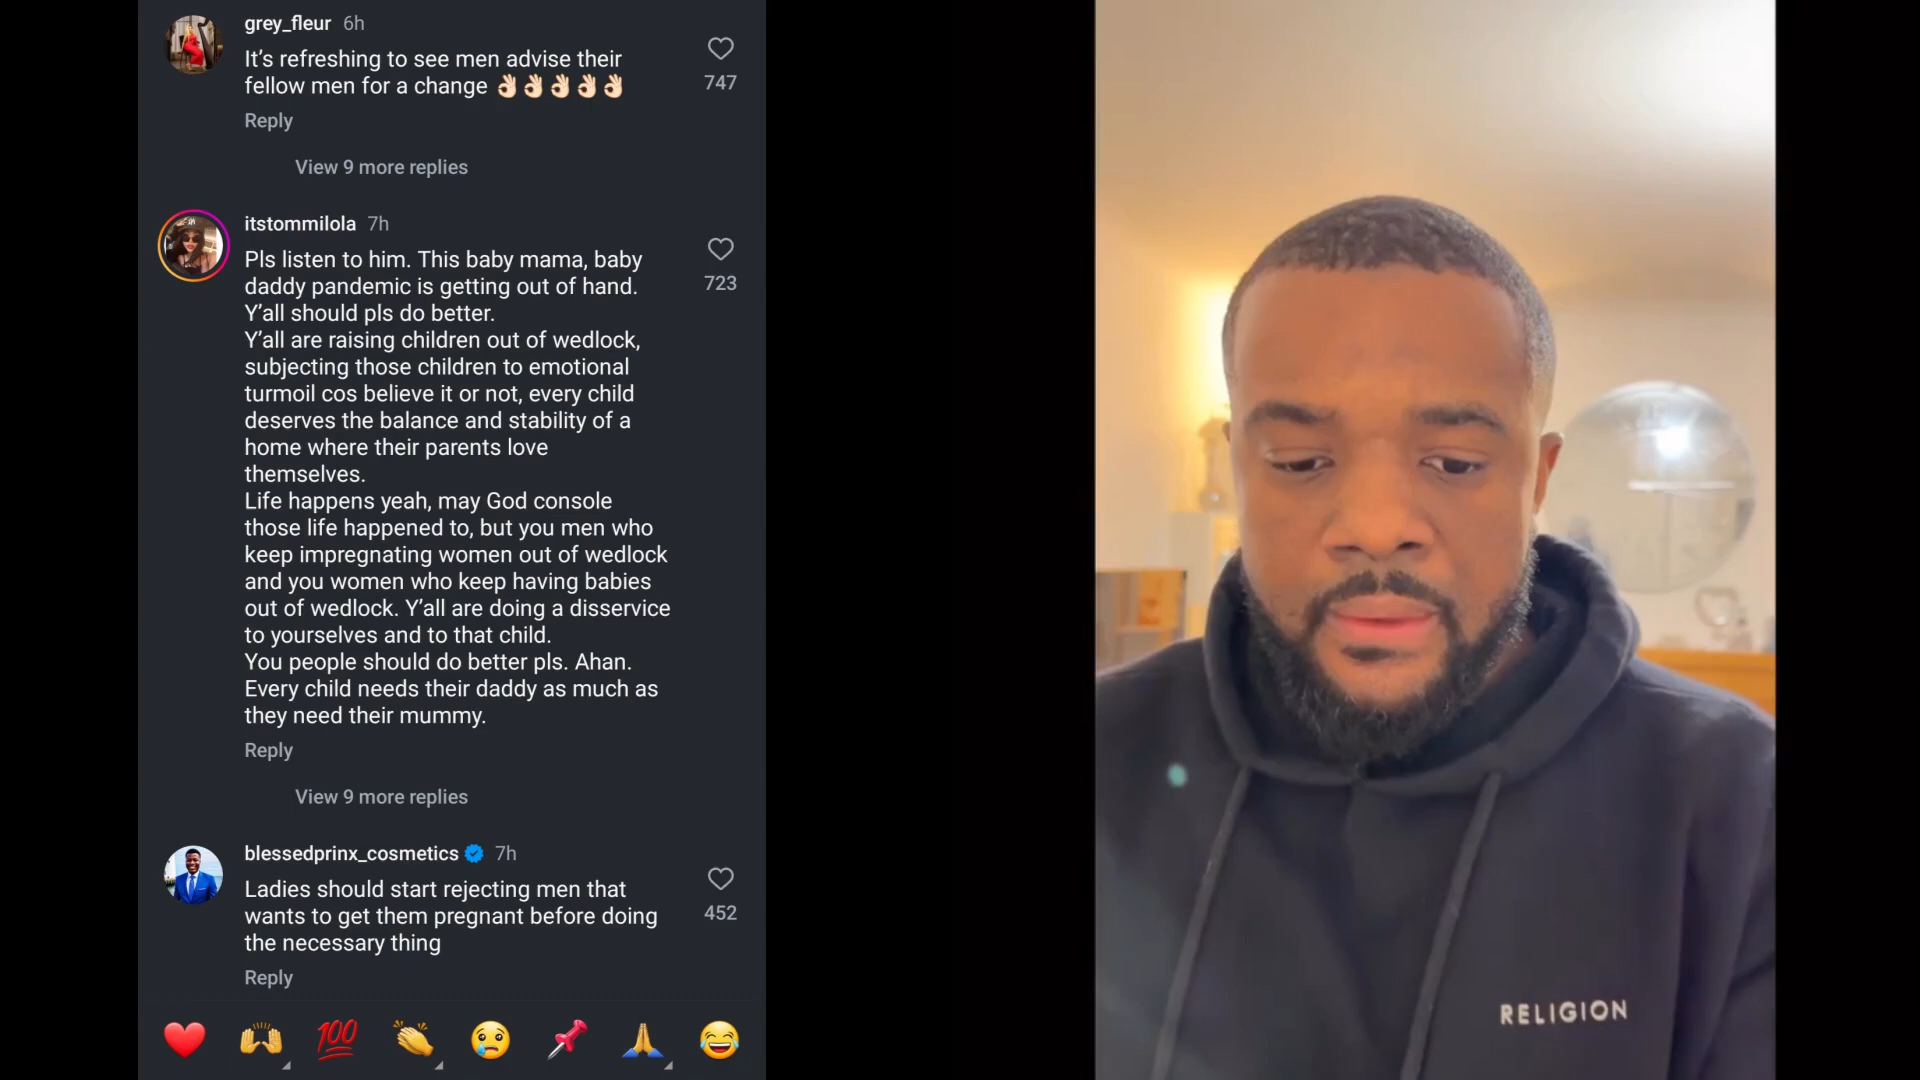 grey_fleur 6h
It’s refreshing to see men advise their
fellow men for a change 👌🏻👌🏻👌🏻👌🏻👌🏻
747
Reply
View 9 more replies
itstommilola 7h
Pls listen to him. This baby mama, baby
daddy pandemic is getting out of hand.
Y’all should pls do better.
Y’all are raising children out of wedlock,
subjecting those children to emotional
turmoil cos believe it or not, every child
deserves the balance and stability of a
home where their parents love
themselves.
Life happens yeah, may God console
those life happened to, but you men who
keep impregnating women out of wedlock
and you women who keep having babies
out of wedlock. Y’all are doing a disservice
to yourselves and to that child.
You people should do better pls. Ahan.
Every child needs their daddy as much as
they need their mummy.
723
Reply
View 9 more replies
blessedprinx_cosmetics 7h
Ladies should start rejecting men that
wants to get them pregnant before doing
the necessary thing
452
Reply
❤️ 🙌 💯 👏 😢 📌 🙏 😂
RELIGION